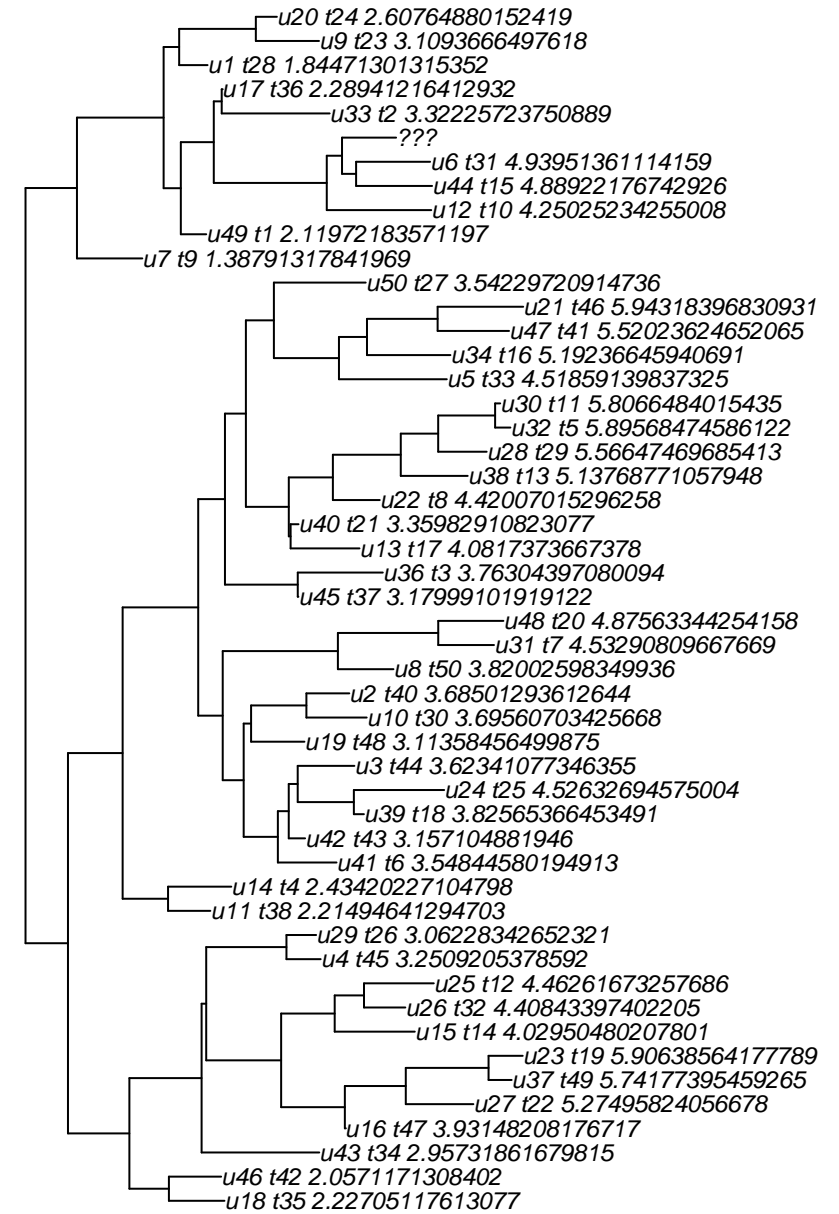 u20 t24 2.60764880152419
u9 t23 3.1093666497618
u1 t28 1.84471301315352
u17 t36 2.28941216412932
u33 t2 3.32225723750889
???
u6 t31 4.93951361114159
u44 t15 4.88922176742926
u12 t10 4.25025234255008
u49 t1 2.11972183571197
u7 t9 1.38791317841969
u50 t27 3.54229720914736
u21 t46 5.94318396830931
u47 t41 5.52023624652065
u34 t16 5.19236645940691
u5 t33 4.51859139837325
u30 t11 5.8066484015435
u32 t5 5.89568474586122
u28 t29 5.56647469685413
u38 t13 5.13768771057948
u22 t8 4.42007015296258
u40 t21 3.35982910823077
u13 t17 4.0817373667378
u36 t3 3.76304397080094
u45 t37 3.17999101919122
u48 t20 4.87563344254158
u31 t7 4.53290809667669
u8 t50 3.82002598349936
u2 t40 3.68501293612644
u10 t30 3.69560703425668
u19 t48 3.11358456499875
u3 t44 3.62341077346355
u24 t25 4.52632694575004
u39 t18 3.82565366453491
u42 t43 3.157104881946
u41 t6 3.54844580194913
u14 t4 2.43420227104798
u11 t38 2.21494641294703
u29 t26 3.06228342652321
u4 t45 3.2509205378592
u25 t12 4.46261673257686
u26 t32 4.40843397402205
u15 t14 4.02950480207801
u23 t19 5.90638564177789
u37 t49 5.74177395459265
u27 t22 5.27495824056678
u16 t47 3.93148208176717
u43 t34 2.95731861679815
u46 t42 2.0571171308402
u18 t35 2.22705117613077